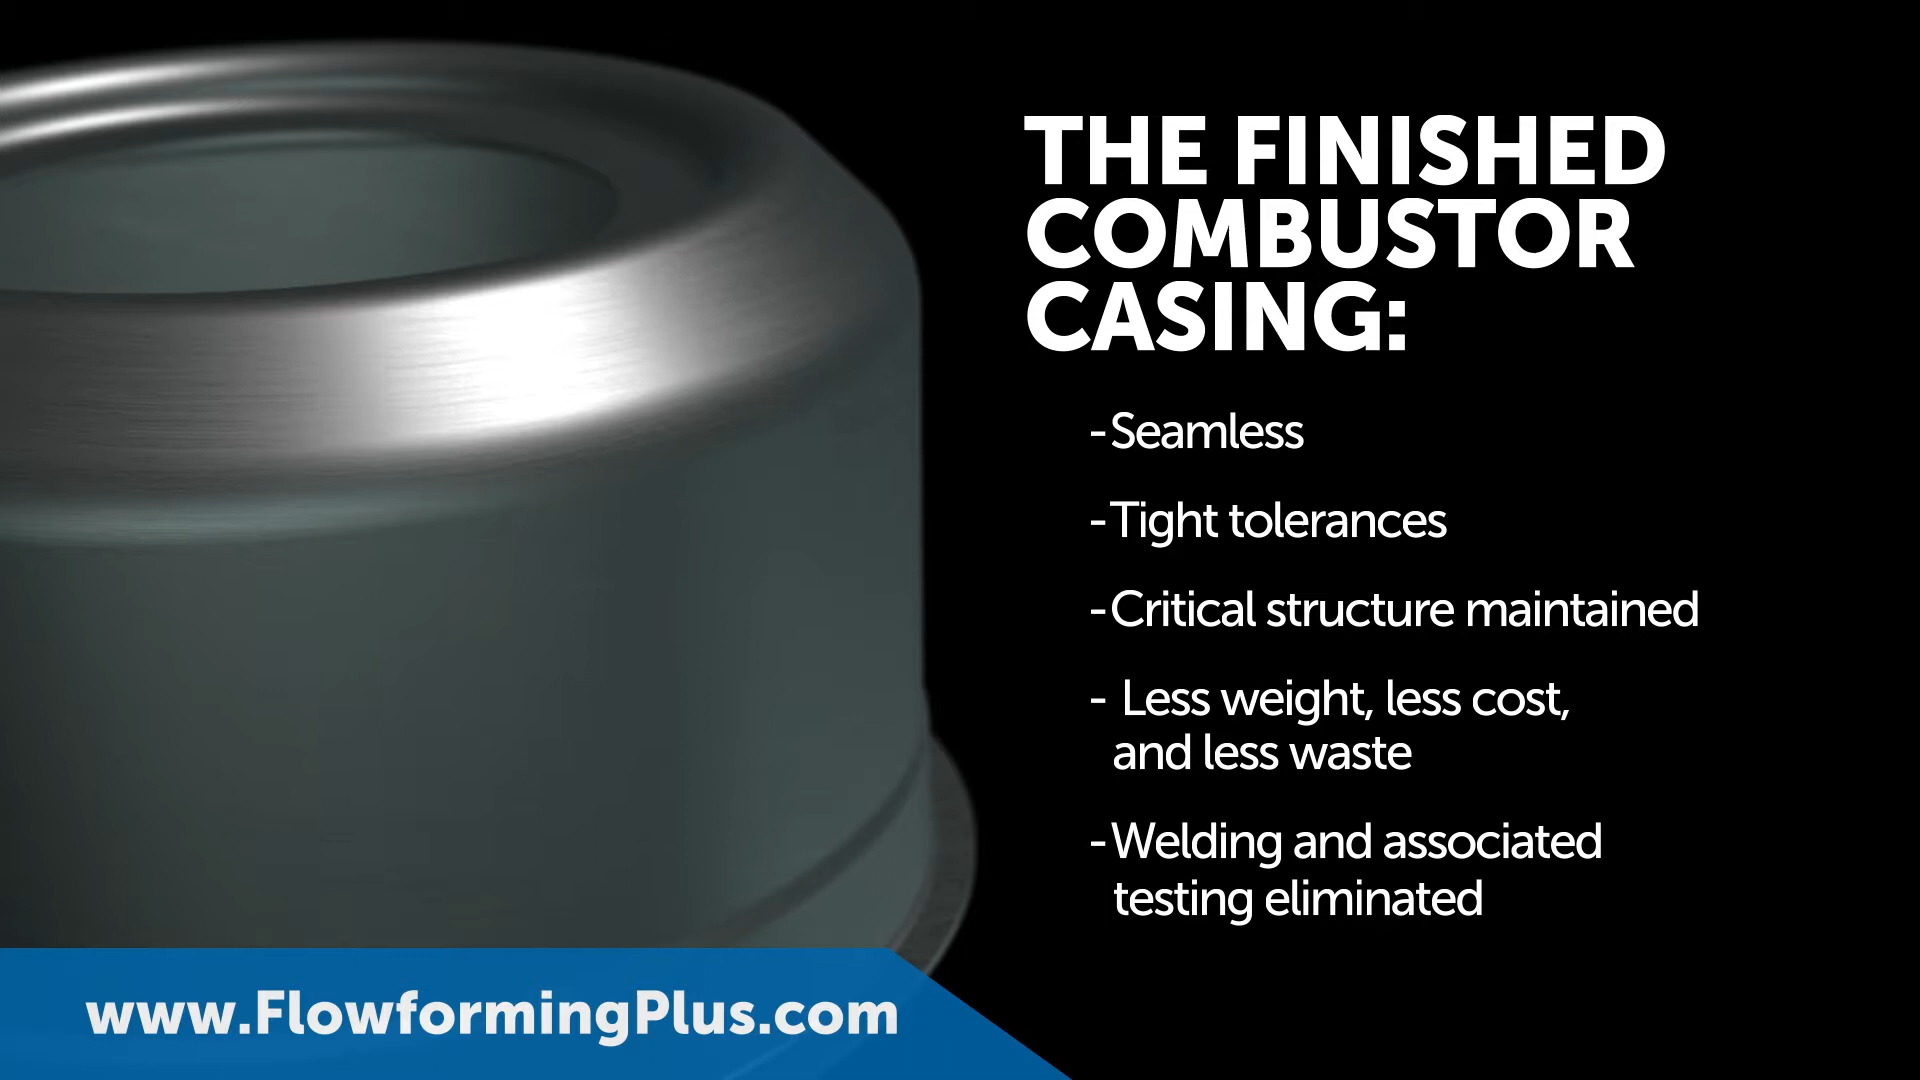 THE FINISHED
COMBUSTOR
CASING:
-Seamless
-Tight tolerances
-Critical structure maintained
- Less weight, less cost,
and less waste
-Welding and associated
testing eliminated
www.FlowformingPlus.com